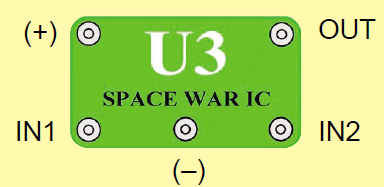 (+) U3 OUT
SPACE WAR IC
IN1 IN2
(–)